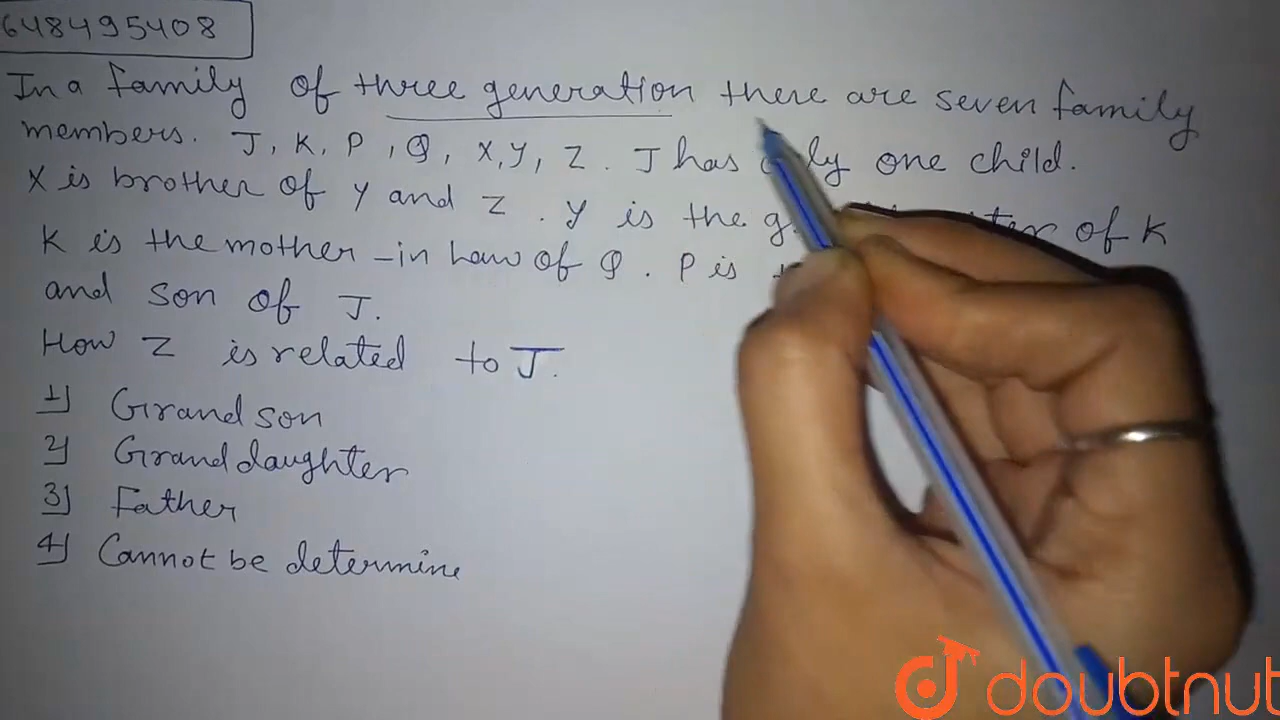 648495408
In a family of three generation there are seven family
members. J, K, P, Q, X, Y, Z. J has only one child.
X is brother of Y and Z. Y is the of K
K is the mother-in law of Q. P is
and son of J.
How Z is related to J.
1) Grand son
2) Grand daughter
3) Father
4) Cannot be determine
doubtnut